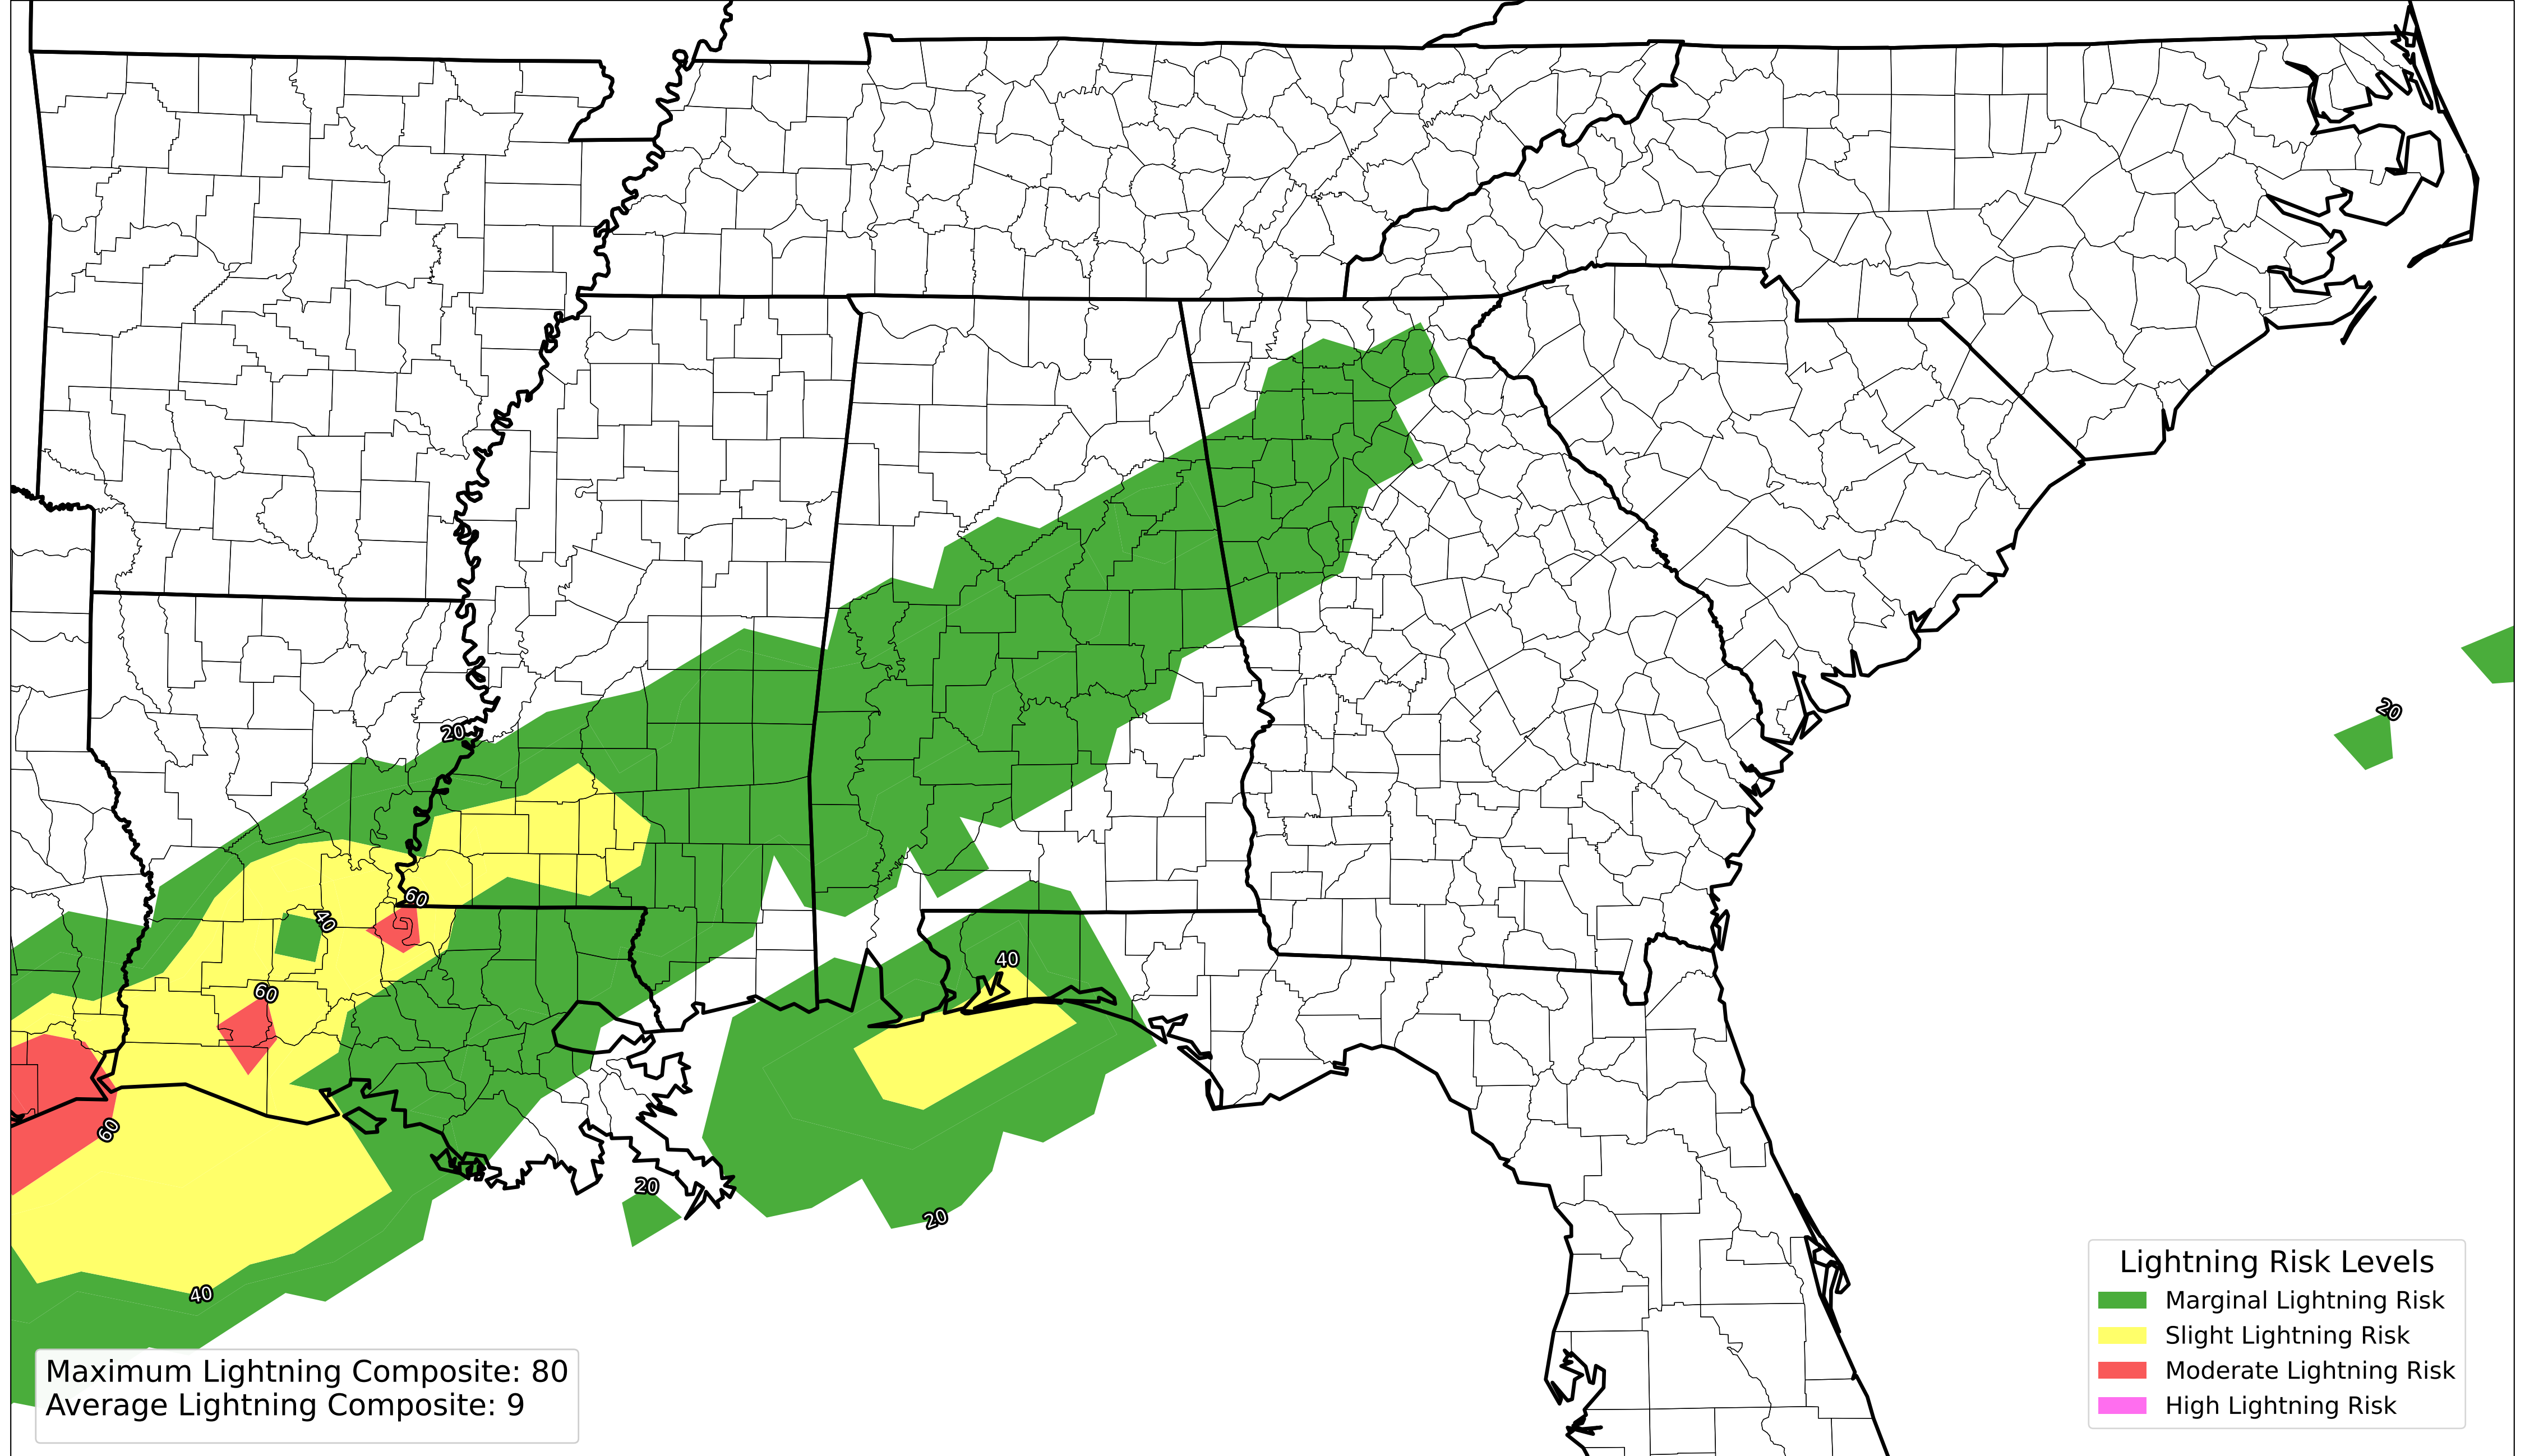 20
20
60
40
40
60
60
20
20
40
Lightning Risk Levels
Marginal Lightning Risk
Slight Lightning Risk
Moderate Lightning Risk
High Lightning Risk
Maximum Lightning Composite: 80
Average Lightning Composite: 9